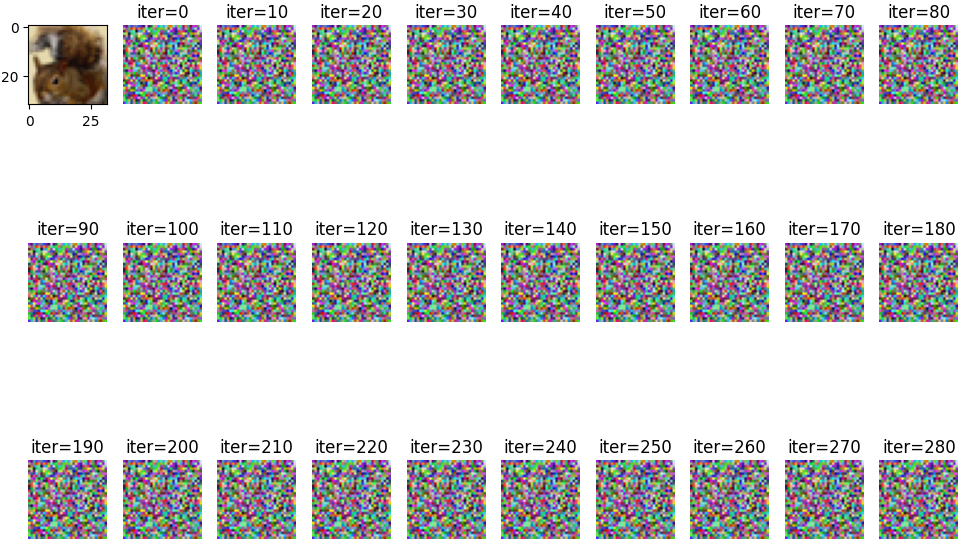 iter=0 iter=10 iter=20 iter=30 iter=40 iter=50 iter=60 iter=70 iter=80
0
20
0 25
iter=90 iter=100 iter=110 iter=120 iter=130 iter=140 iter=150 iter=160 iter=170 iter=180
iter=190 iter=200 iter=210 iter=220 iter=230 iter=240 iter=250 iter=260 iter=270 iter=280